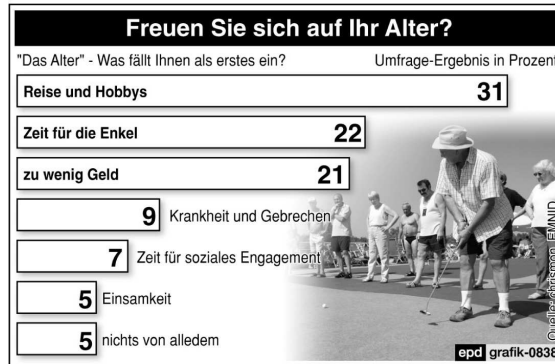 Freuen Sie sich auf Ihr Alter?
"Das Alter" - Was fällt Ihnen als erstes ein? Umfrage-Ergebnis in Prozent
Reise und Hobbys 31
Zeit für die Enkel 22
zu wenig Geld 21
9 Krankheit und Gebrechen
7 Zeit für soziales Engagement
5 Einsamkeit
5 nichts von alledem
Quelle: chrismon, EMNID
epd grafik-0838